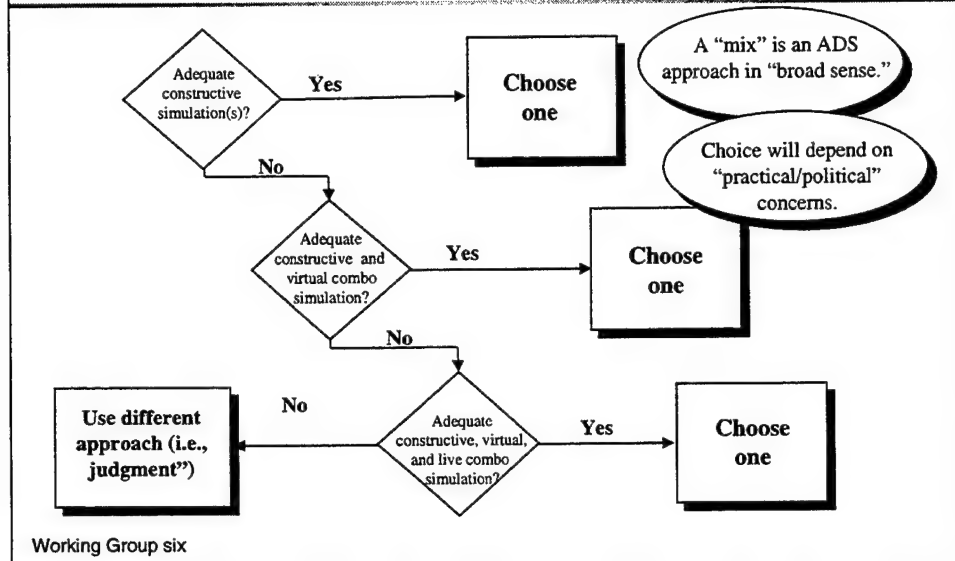 Adequate
constructive
simulation(s)?
Yes
Choose
one
A “mix” is an ADS
approach in “broad sense.”
Choice will depend on
“practical/political”
concerns.
No
Adequate
constructive and
virtual combo
simulation?
Yes
Choose
one
No
Adequate
constructive, virtual,
and live combo
simulation?
Yes
Choose
one
No
Use different
approach (i.e.,
judgment”)
Working Group six